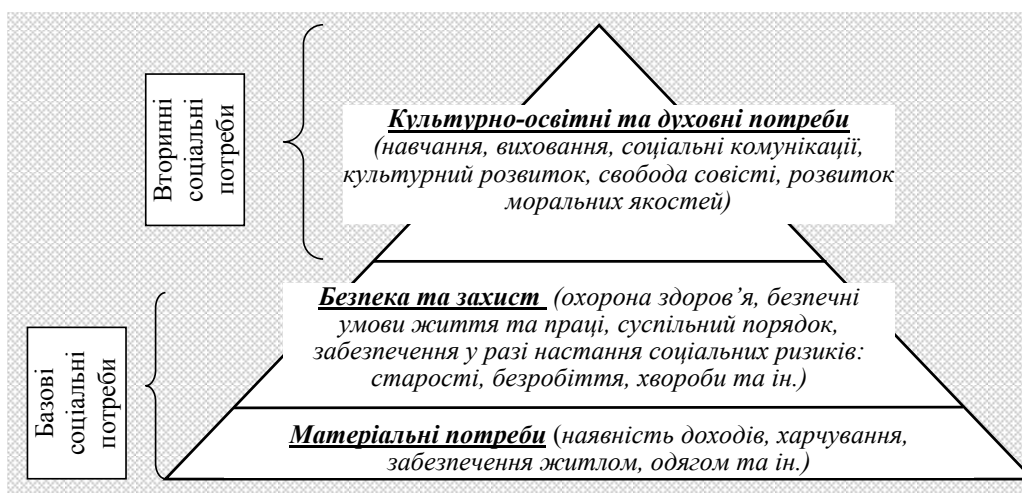 Вторинні
соціальні
потреби
Культурно-освітні та духовні потреби
(навчання, виховання, соціальні комунікації,
культурний розвиток, свобода совісті, розвиток
моральних якостей)
Базові
соціальні
потреби
Безпека та захист (охорона здоров’я, безпечні
умови життя та праці, суспільний порядок,
забезпечення у разі настання соціальних ризиків:
старості, безробіття, хвороби та ін.)
Матеріальні потреби (наявність доходів, харчування,
забезпечення житлом, одягом та ін.)